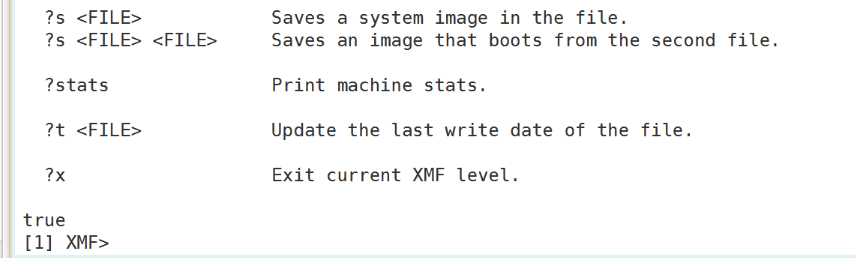 ?s <FILE> Saves a system image in the file.
?s <FILE> <FILE> Saves an image that boots from the second file.
?stats Print machine stats.
?t <FILE> Update the last write date of the file.
?x Exit current XMF level.
true
[1] XMF>